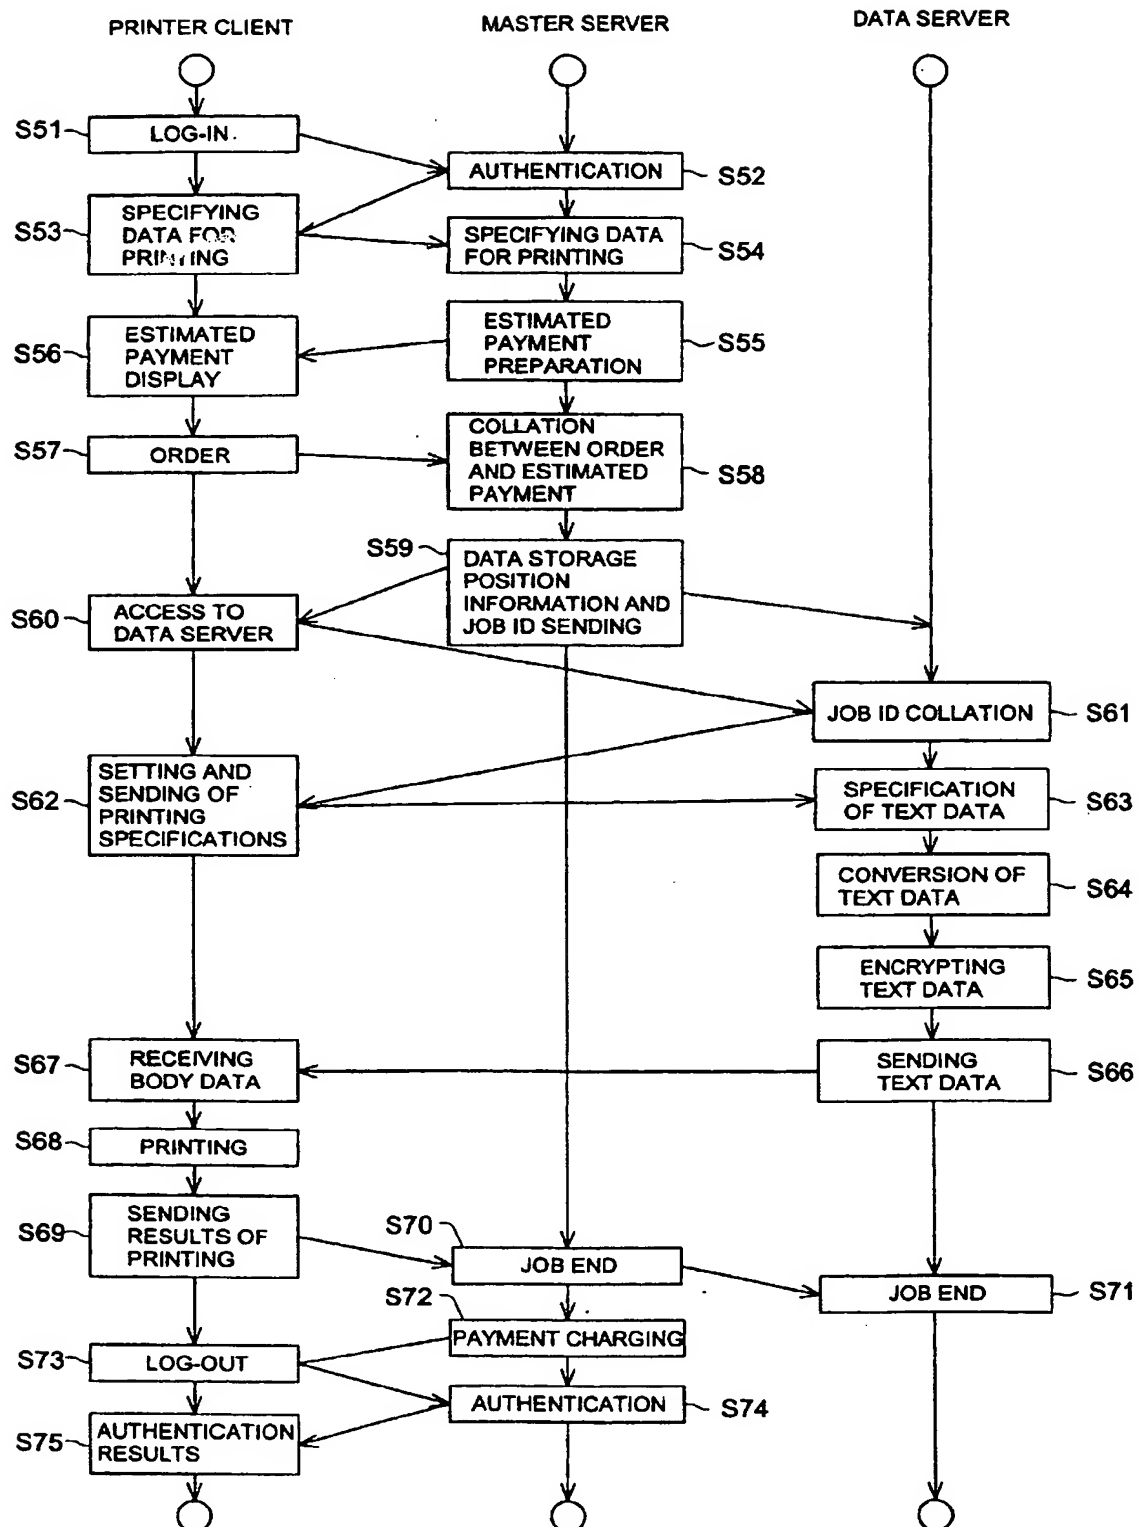 PRINTER CLIENT
MASTER SERVER
DATA SERVER
S51
LOG-IN.
AUTHENTICATION
S52
S53
SPECIFYING
DATA FOR
PRINTING
SPECIFYING DATA
FOR PRINTING
S54
S56
ESTIMATED
PAYMENT
DISPLAY
ESTIMATED
PAYMENT
PREPARATION
S55
S57
ORDER
COLLATION
BETWEEN ORDER
AND ESTIMATED
PAYMENT
S58
S59
DATA STORAGE
POSITION
INFORMATION AND
JOB ID SENDING
S60
ACCESS TO
DATA SERVER
JOB ID COLLATION
S61
S62
SETTING AND
SENDING OF
PRINTING
SPECIFICATIONS
SPECIFICATION
OF TEXT DATA
S63
CONVERSION OF
TEXT DATA
S64
ENCRYPTING
TEXT DATA
S65
S67
RECEIVING
BODY DATA
SENDING
TEXT DATA
S66
S68
PRINTING
S69
SENDING
RESULTS OF
PRINTING
S70
JOB END
JOB END
S71
S72
PAYMENT CHARGING
S73
LOG-OUT
AUTHENTICATION
S74
S75
AUTHENTICATION
RESULTS